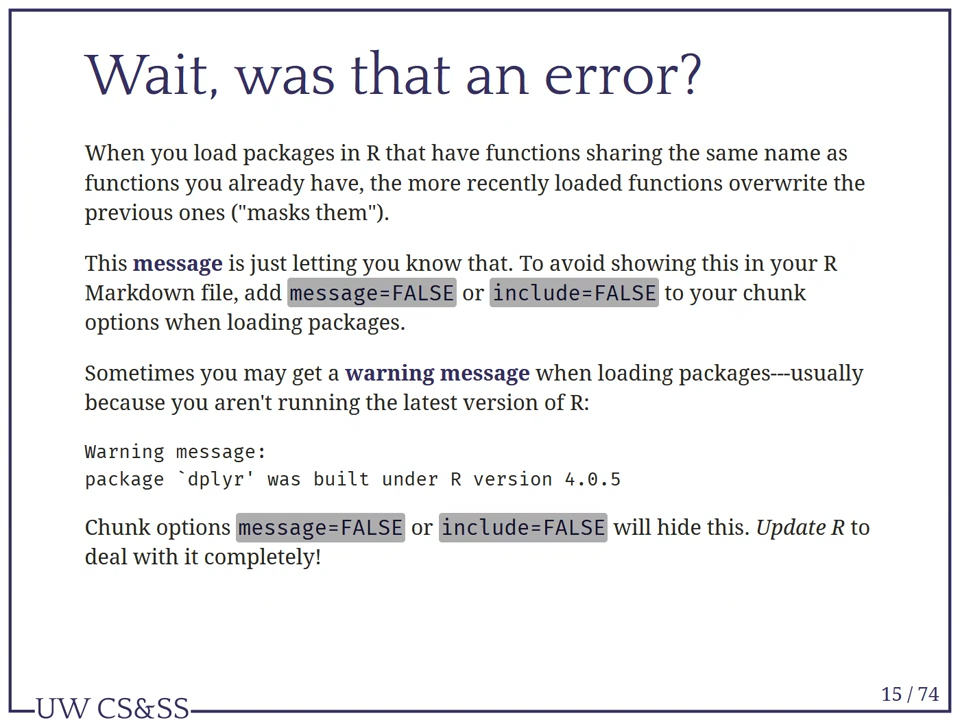 Wait, was that an error?
When you load packages in R that have functions sharing the same name as
functions you already have, the more recently loaded functions overwrite the
previous ones ("masks them").
This message is just letting you know that. To avoid showing this in your R
Markdown file, add message=FALSE or include=FALSE to your chunk
options when loading packages.
Sometimes you may get a warning message when loading packages---usually
because you aren't running the latest version of R:
Warning message:
package `dplyr' was built under R version 4.0.5
Chunk options message=FALSE or include=FALSE will hide this. Update R to
deal with it completely!
UW CS&SS
15 / 74